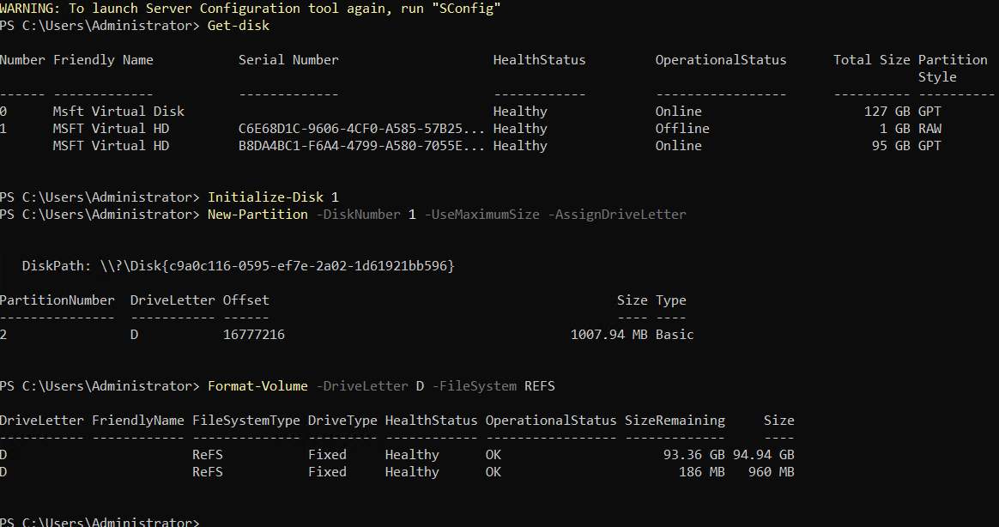 WARNING: To launch Server Configuration tool again, run "SConfig"
PS C:\Users\Administrator> Get-disk
Number Friendly Name Serial Number HealthStatus OperationalStatus Total Size Partition
Style
------ ------------- ------------- ------------ ----------------- ---------- ----------
0 Msft Virtual Disk Healthy Online 127 GB GPT
1 MSFT Virtual HD C6E68D1C-9606-4CF0-A585-57B25... Healthy Offline 1 GB RAW
MSFT Virtual HD B8DA4BC1-F6A4-4799-A580-7055E... Healthy Online 95 GB GPT
PS C:\Users\Administrator> Initialize-Disk 1
PS C:\Users\Administrator> New-Partition -DiskNumber 1 -UseMaximumSize -AssignDriveLetter
DiskPath: \\?\Disk{c9a0c116-0595-ef7e-2a02-1d61921bb596}
PartitionNumber DriveLetter Offset Size Type
--------------- ----------- ------ ---- ----
2 D 16777216 1007.94 MB Basic
PS C:\Users\Administrator> Format-Volume -DriveLetter D -FileSystem REFS
DriveLetter FriendlyName FileSystemType DriveType HealthStatus OperationalStatus SizeRemaining Size
----------- ------------ -------------- --------- ------------ ----------------- ------------- ----
D ReFS Fixed Healthy OK 93.36 GB 94.94 GB
D ReFS Fixed Healthy OK 186 MB 960 MB
PS C:\Users\Administrator>